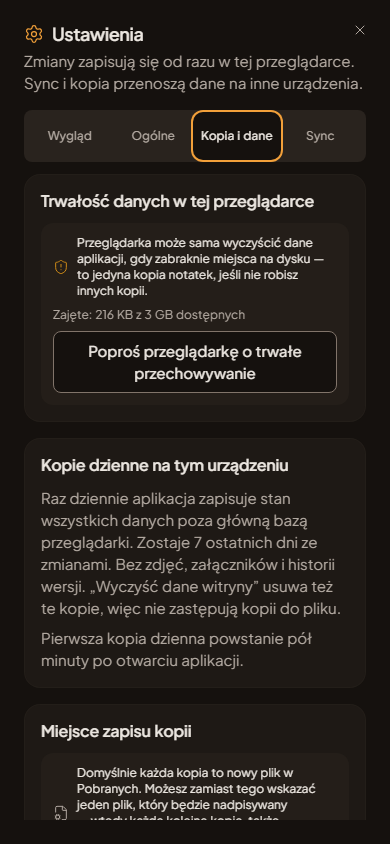 Ustawienia
Zmiany zapisują się od razu w tej przeglądarce.
Sync i kopia przenoszą dane na inne urządzenia.
Wygląd Ogólne Kopia i dane Sync
Trwałość danych w tej przeglądarce
Przeglądarka może sama wyczyścić dane
aplikacji, gdy zabraknie miejsca na dysku —
to jedyna kopia notatek, jeśli nie robisz
innych kopii.
Zajęte: 216 KB z 3 GB dostępnych
Poproś przeglądarkę o trwałe
przechowywanie
Kopie dzienne na tym urządzeniu
Raz dziennie aplikacja zapisuje stan
wszystkich danych poza główną bazą
przeglądarki. Zostaje 7 ostatnich dni ze
zmianami. Bez zdjęć, załączników i historii
wersji. „Wyczyść dane witryny” usuwa też
te kopie, więc nie zastępują kopii do pliku.
Pierwsza kopia dzienna powstanie pół
minuty po otwarciu aplikacji.
Miejsce zapisu kopii
Domyślnie każda kopia to nowy plik w
Pobranych. Możesz zamiast tego wskazać
jeden plik, który będzie nadpisywany